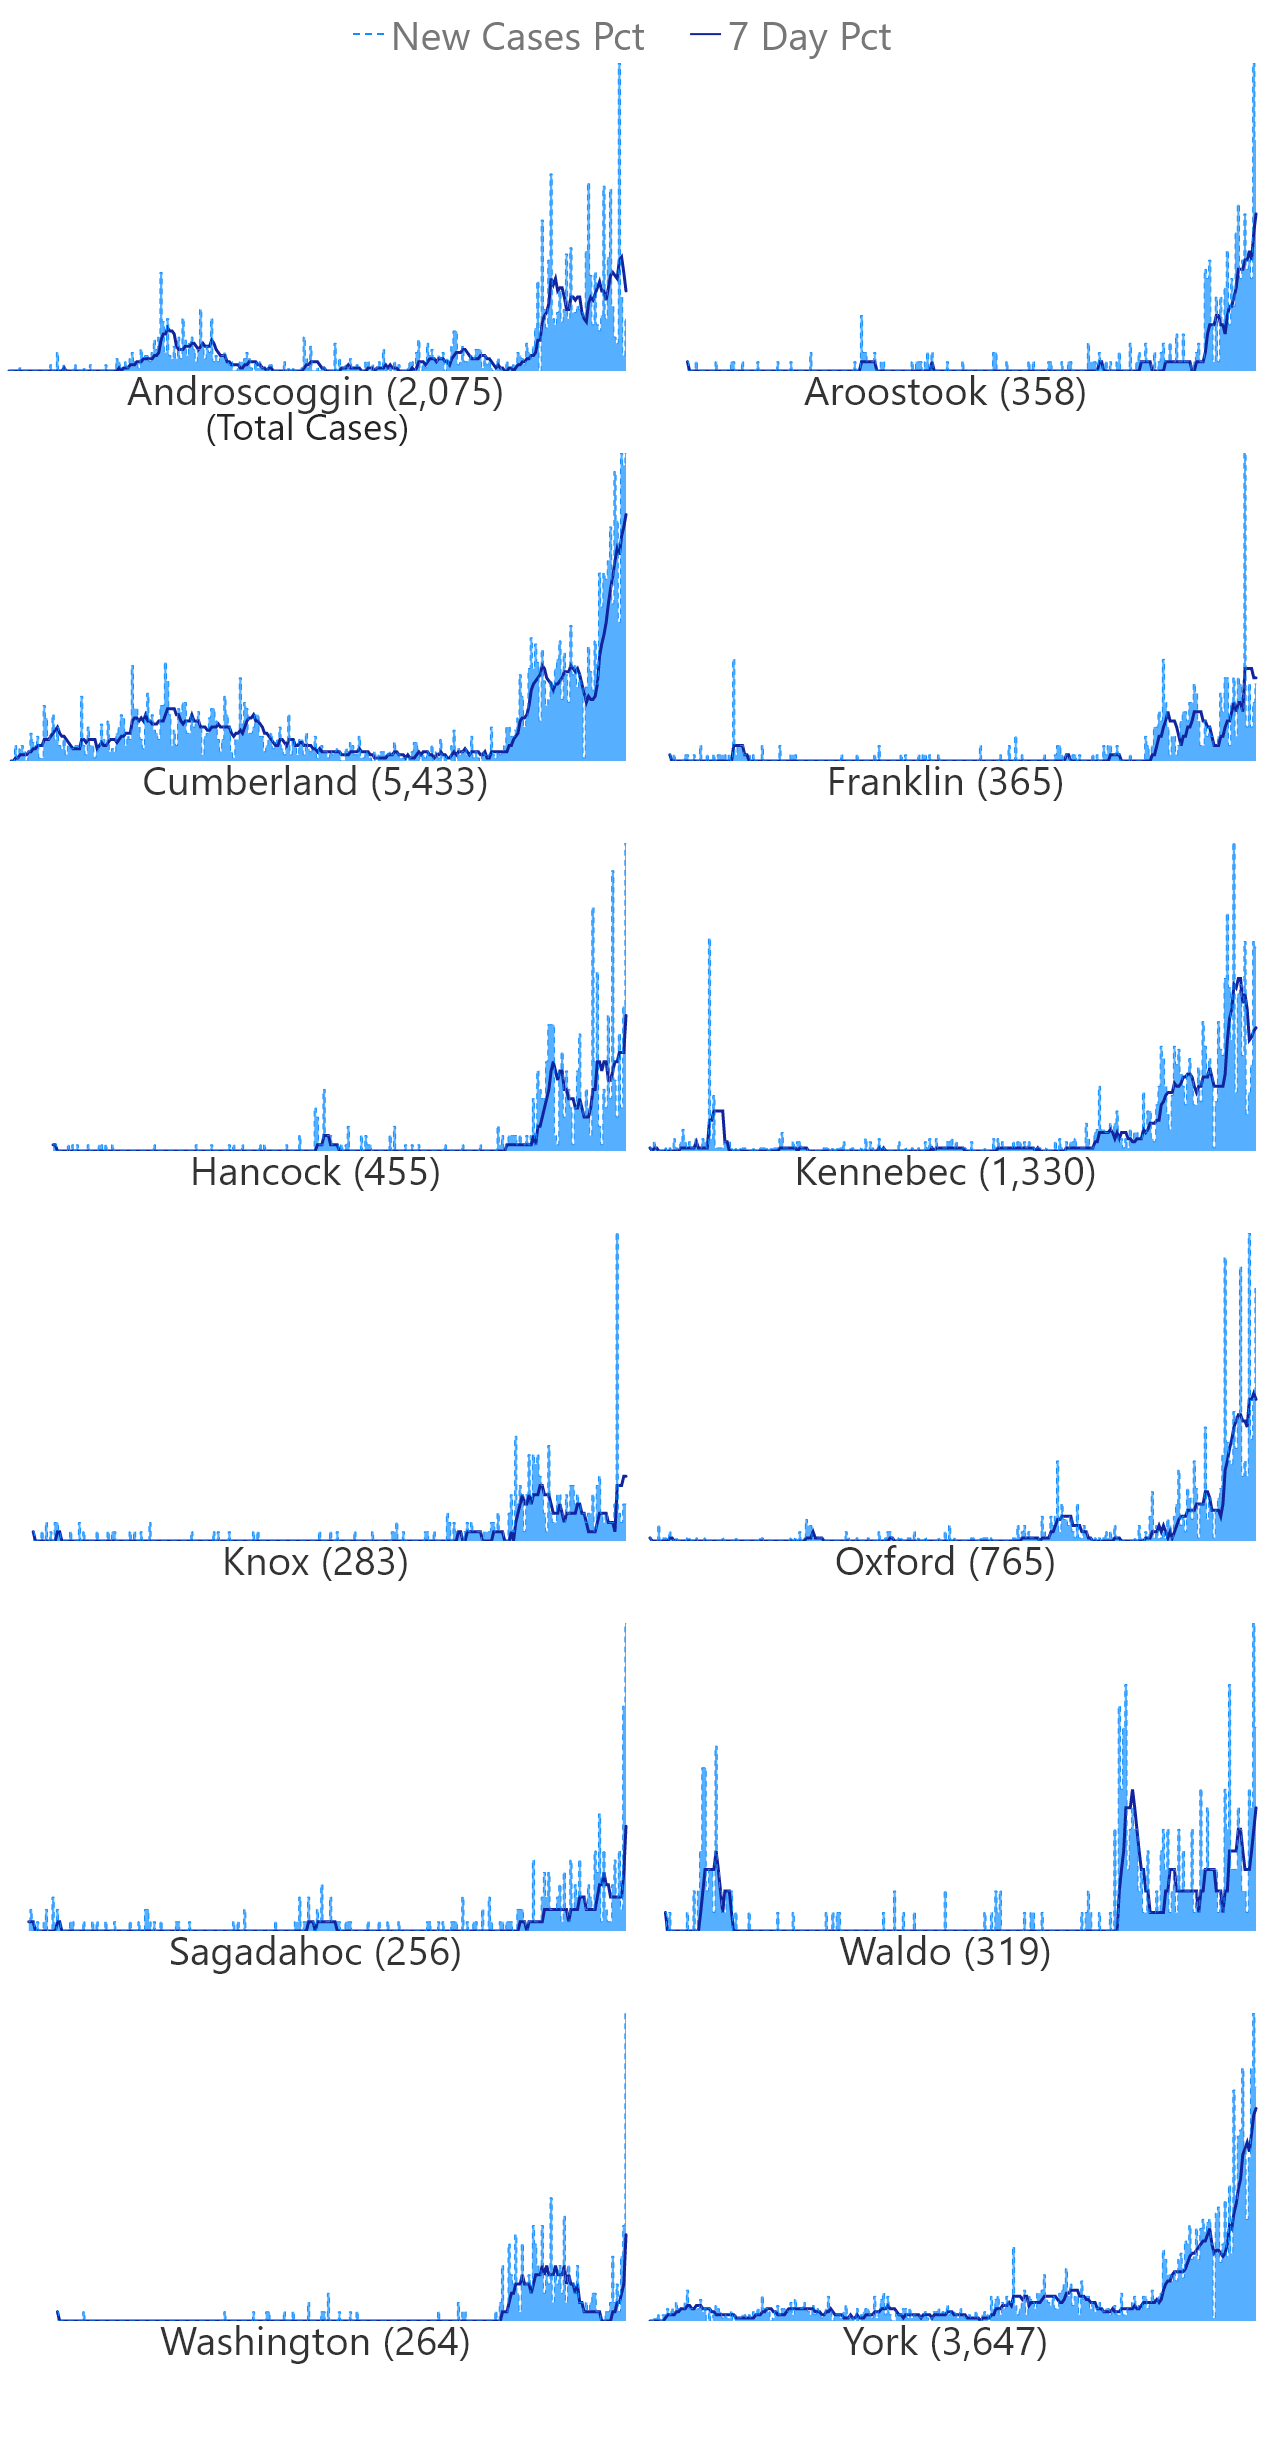 New Cases Pct 7 Day Pct
Androscoggin (2,075) Aroostook (358)
(Total Cases)
Cumberland (5,433) Franklin (365)
Hancock (455) Kennebec (1,330)
Knox (283) Oxford (765)
Sagadahoc (256) Waldo (319)
Washington (264) York (3,647)